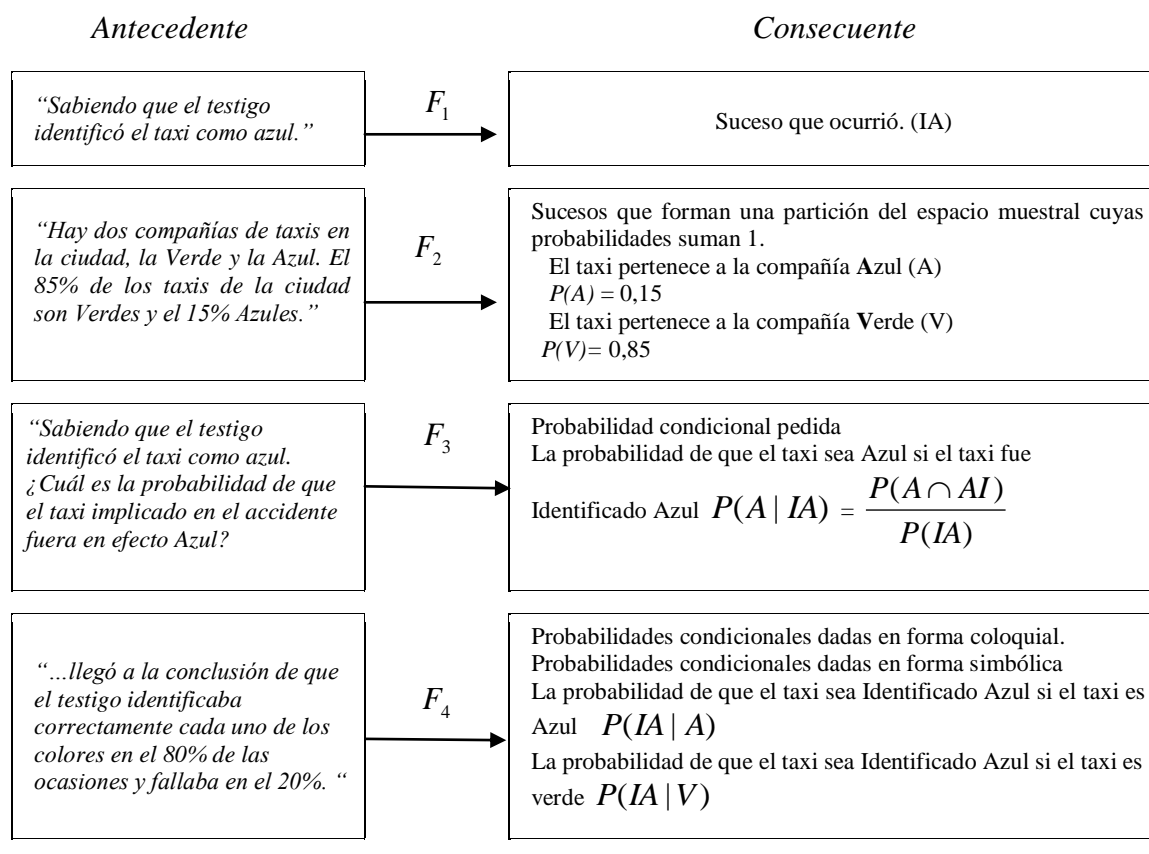 Antecedente
Consecuente
“Sabiendo que el testigo
identificó el taxi como azul.”
F1
Suceso que ocurrió. (IA)
“Hay dos compañías de taxis en
la ciudad, la Verde y la Azul. El
85% de los taxis de la ciudad
son Verdes y el 15% Azules.”
F2
Sucesos que forman una partición del espacio muestral cuyas
probabilidades suman 1.
El taxi pertenece a la compañía Azul (A)
P(A) = 0,15
El taxi pertenece a la compañía Verde (V)
P(V)= 0,85
“Sabiendo que el testigo
identificó el taxi como azul.
¿Cuál es la probabilidad de que
el taxi implicado en el accidente
fuera en efecto Azul?
F3
Probabilidad condicional pedida
La probabilidad de que el taxi sea Azul si el taxi fue
Identificado Azul P(A | IA) = P(A ∩ AI) / P(IA)
“…llegó a la conclusión de que
el testigo identificaba
correctamente cada uno de los
colores en el 80% de las
ocasiones y fallaba en el 20%. “
F4
Probabilidades condicionales dadas en forma coloquial.
Probabilidades condicionales dadas en forma simbólica
La probabilidad de que el taxi sea Identificado Azul si el taxi es
Azul P(IA | A)
La probabilidad de que el taxi sea Identificado Azul si el taxi es
verde P(IA | V)